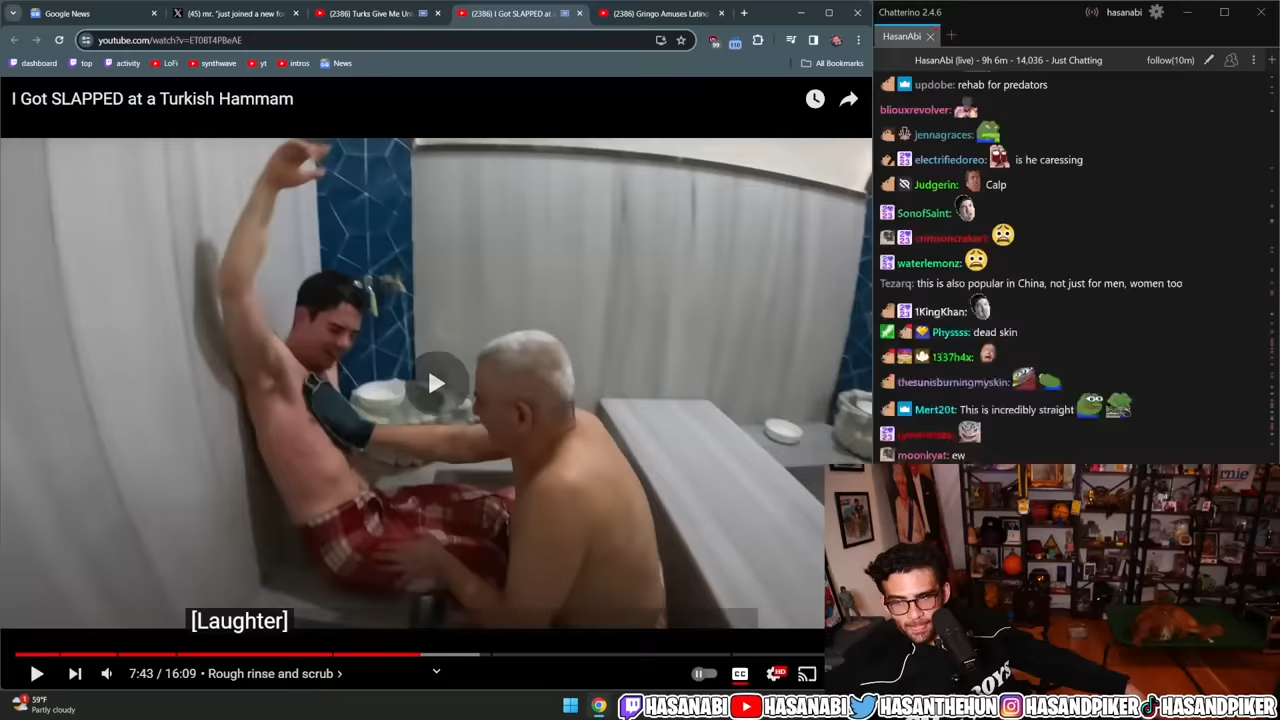 Google News
(45) mr. "just joined a new fo
(2386) Turks Give Me Un
(2386) I Got SLAPPED at
(2386) Gringo Amuses Latino
youtube.com/watch?v=ET0BT4PBeAE
99
110
dashboard
top
activity
LoFi
synthwave
yt
intros
News
All Bookmarks
I Got SLAPPED at a Turkish Hammam
[Laughter]
7:43 / 16:09 • Rough rinse and scrub
CC
HD
59°F
Partly cloudy
Chatterino 2.4.6
hasanabi
HasanAbi
HasanAbi (live) - 9h 6m - 14,036 - Just Chatting
follow(10m)
updobe: rehab for predators
bliouxrevolver:
jennagraces:
electrifiedoreo: is he caressing
Judgerin: Calp
SonofSaint:
waterlemonz:
Tezarq: this is also popular in China, not just for men, women too
1KingKhan:
Physsss: dead skin
1337h4x:
thesunisburningmyskin:
Mert20t: This is incredibly straight
moonkyat: ew
HASANABI
HASANABI
HASANTHEHUN
HASANDPIKER
HASANDPIKER